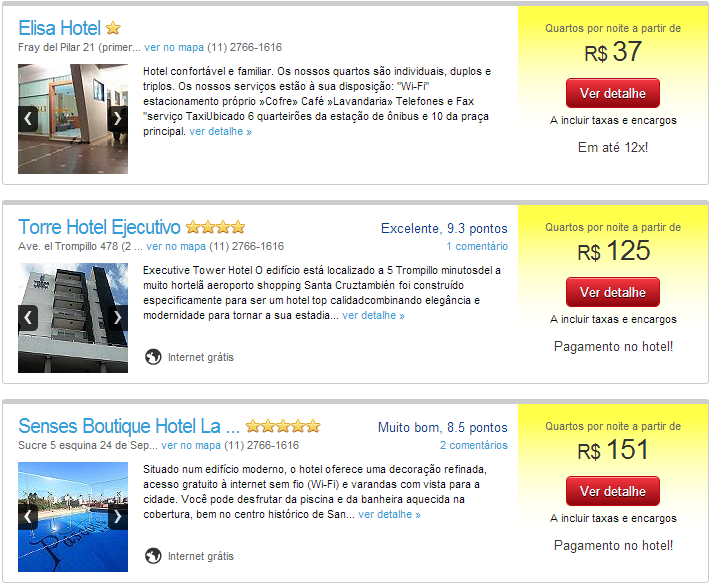 Elisa Hotel
Fray del Pilar 21 (primer... ver no mapa (11) 2766-1616
Hotel confortável e familiar. Os nossos quartos são individuais, duplos e
triplos. Os nossos serviços estão à sua disposição: "Wi-Fi"
estacionamento próprio »Cofre» Café »Lavandaria» Telefones e Fax
"serviço TaxiUbicado 6 quarteirões da estação de ônibus e 10 da praça
principal. ver detalhe »
Quartos por noite a partir de
R$ 37
Ver detalhe
A incluir taxas e encargos
Em até 12x!
Torre Hotel Ejecutivo
Excelente, 9.3 pontos
Ave. el Trompillo 478 (2 ... ver no mapa (11) 2766-1616
1 comentário
Executive Tower Hotel O edifício está localizado a 5 Trompillo minutosdel a
muito hortelã aeroporto shopping Santa Cruztambién foi construído
especificamente para ser um hotel top calidadcombinando elegância e
modernidade para tornar a sua estadia... ver detalhe »
Internet grátis
Quartos por noite a partir de
R$ 125
Ver detalhe
A incluir taxas e encargos
Pagamento no hotel!
Senses Boutique Hotel La ...
Muito bom, 8.5 pontos
Sucre 5 esquina 24 de Sep... ver no mapa (11) 2766-1616
2 comentários
Situado num edifício moderno, o hotel oferece uma decoração refinada,
acesso gratuito à internet sem fio (Wi-Fi) e varandas com vista para a
cidade. Você pode desfrutar da piscina e da banheira aquecida na
cobertura, bem no centro histórico de San... ver detalhe »
Internet grátis
Quartos por noite a partir de
R$ 151
Ver detalhe
A incluir taxas e encargos
Pagamento no hotel!